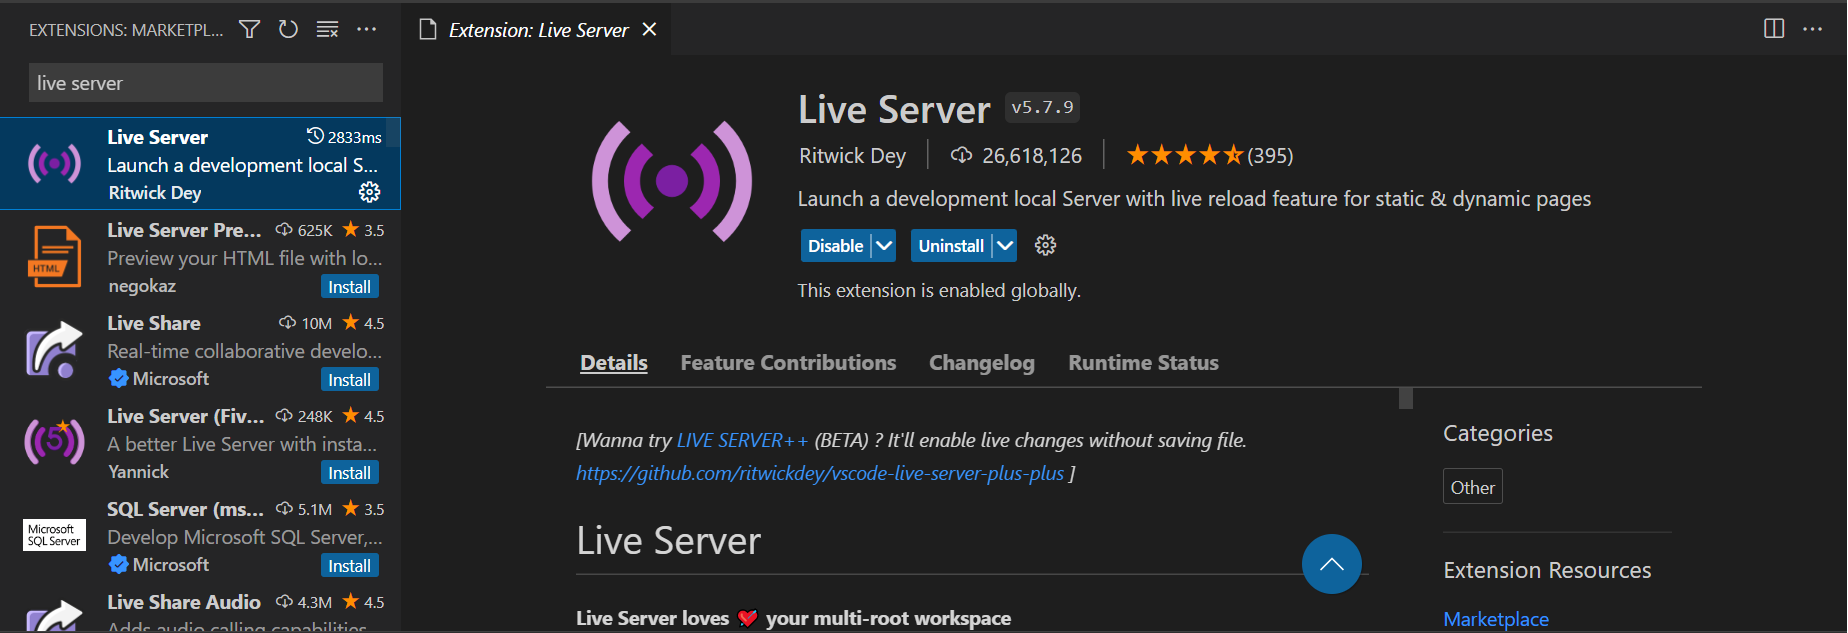 EXTENSIONS: MARKETPL...
live server
Live Server 2833ms
Launch a development local S...
Ritwick Dey
Live Server Pre... 625K 3.5
Preview your HTML file with lo...
negokaz Install
HTML
Live Share 10M 4.5
Real-time collaborative develo...
Microsoft Install
Live Server (Fiv... 248K 4.5
A better Live Server with insta...
Yannick Install
5
SQL Server (ms... 5.1M 3.5
Develop Microsoft SQL Server,...
Microsoft Install
Microsoft
SQL Server
Live Share Audio 4.3M 4.5
Adds audio calling capabilities
Extension: Live Server
Live Server v5.7.9
Ritwick Dey 26,618,126 (395)
Launch a development local Server with live reload feature for static & dynamic pages
Disable Uninstall
This extension is enabled globally.
Details Feature Contributions Changelog Runtime Status
[Wanna try LIVE SERVER++ (BETA) ? It'll enable live changes without saving file.
https://github.com/ritwickdey/vscode-live-server-plus-plus ]
Live Server
Live Server loves ❤️ your multi-root workspace
Categories
Other
Extension Resources
Marketplace